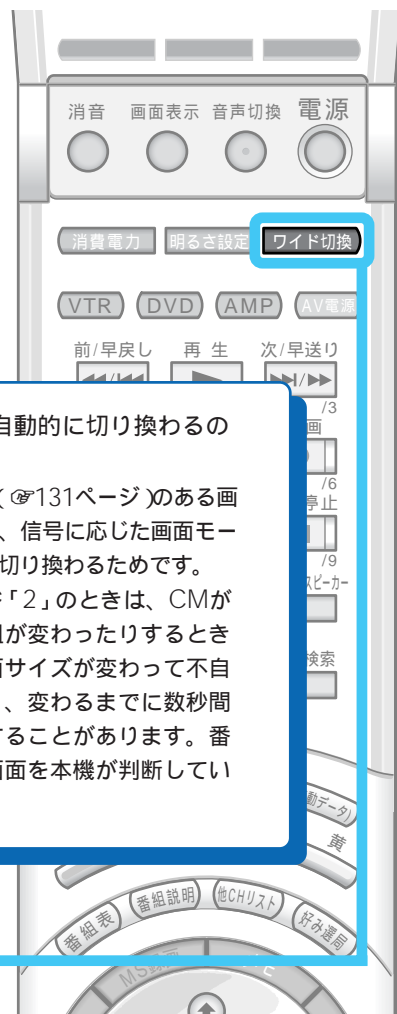 消音 画面表示 音声切換 電源
消費電力 明るさ設定 ワイド切換
VTR DVD AMP AV電源
前/早戻し 再生 次/早送り
/3
画
/6
停止
/9
スピーカー
検索
自動的に切り換わるの
(☞131ページ)のある画
、信号に応じた画面モー
切り換わるためです。
「2」のときは、CMが
組が変わったりするとき
面サイズが変わって不自
、変わるまでに数秒間
することがあります。番
画面を本機が判断してい
動データ)
黄
番組表 番組説明 他CHリスト 好み選局